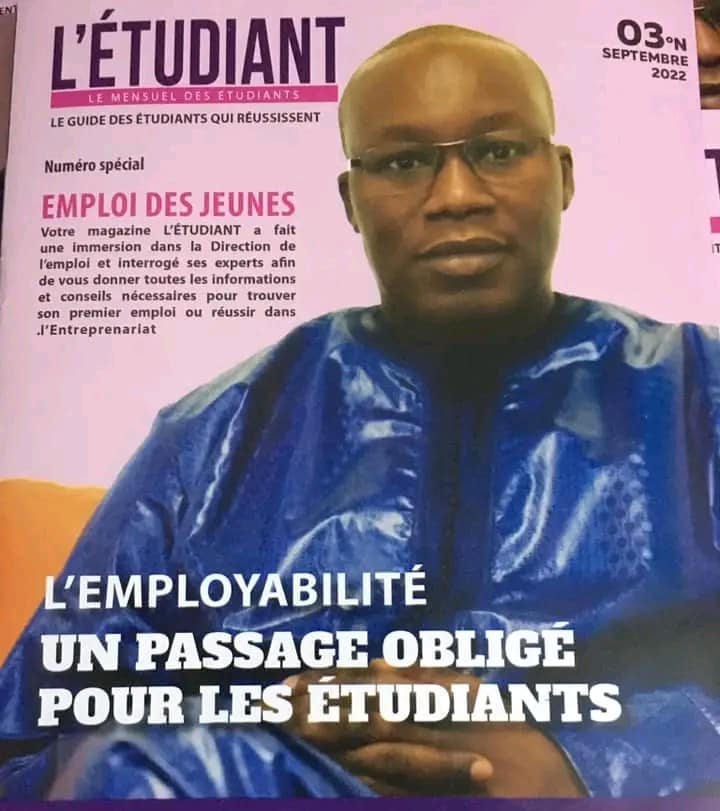 L'ÉTUDIANT
LE MENSUEL DES ÉTUDIANTS
LE GUIDE DES ÉTUDIANTS QUI RÉUSSISSENT
03°N
SEPTEMBRE
2022
Numéro spécial
EMPLOI DES JEUNES
Votre magazine L'ÉTUDIANT a fait
une immersion dans la Direction de
l'emploi et interrogé ses experts afin
de vous donner toutes les informations
et conseils nécessaires pour trouver
son premier emploi ou réussir dans
.l'Entreprenariat
L'EMPLOYABILITÉ
UN PASSAGE OBLIGÉ
POUR LES ÉTUDIANTS